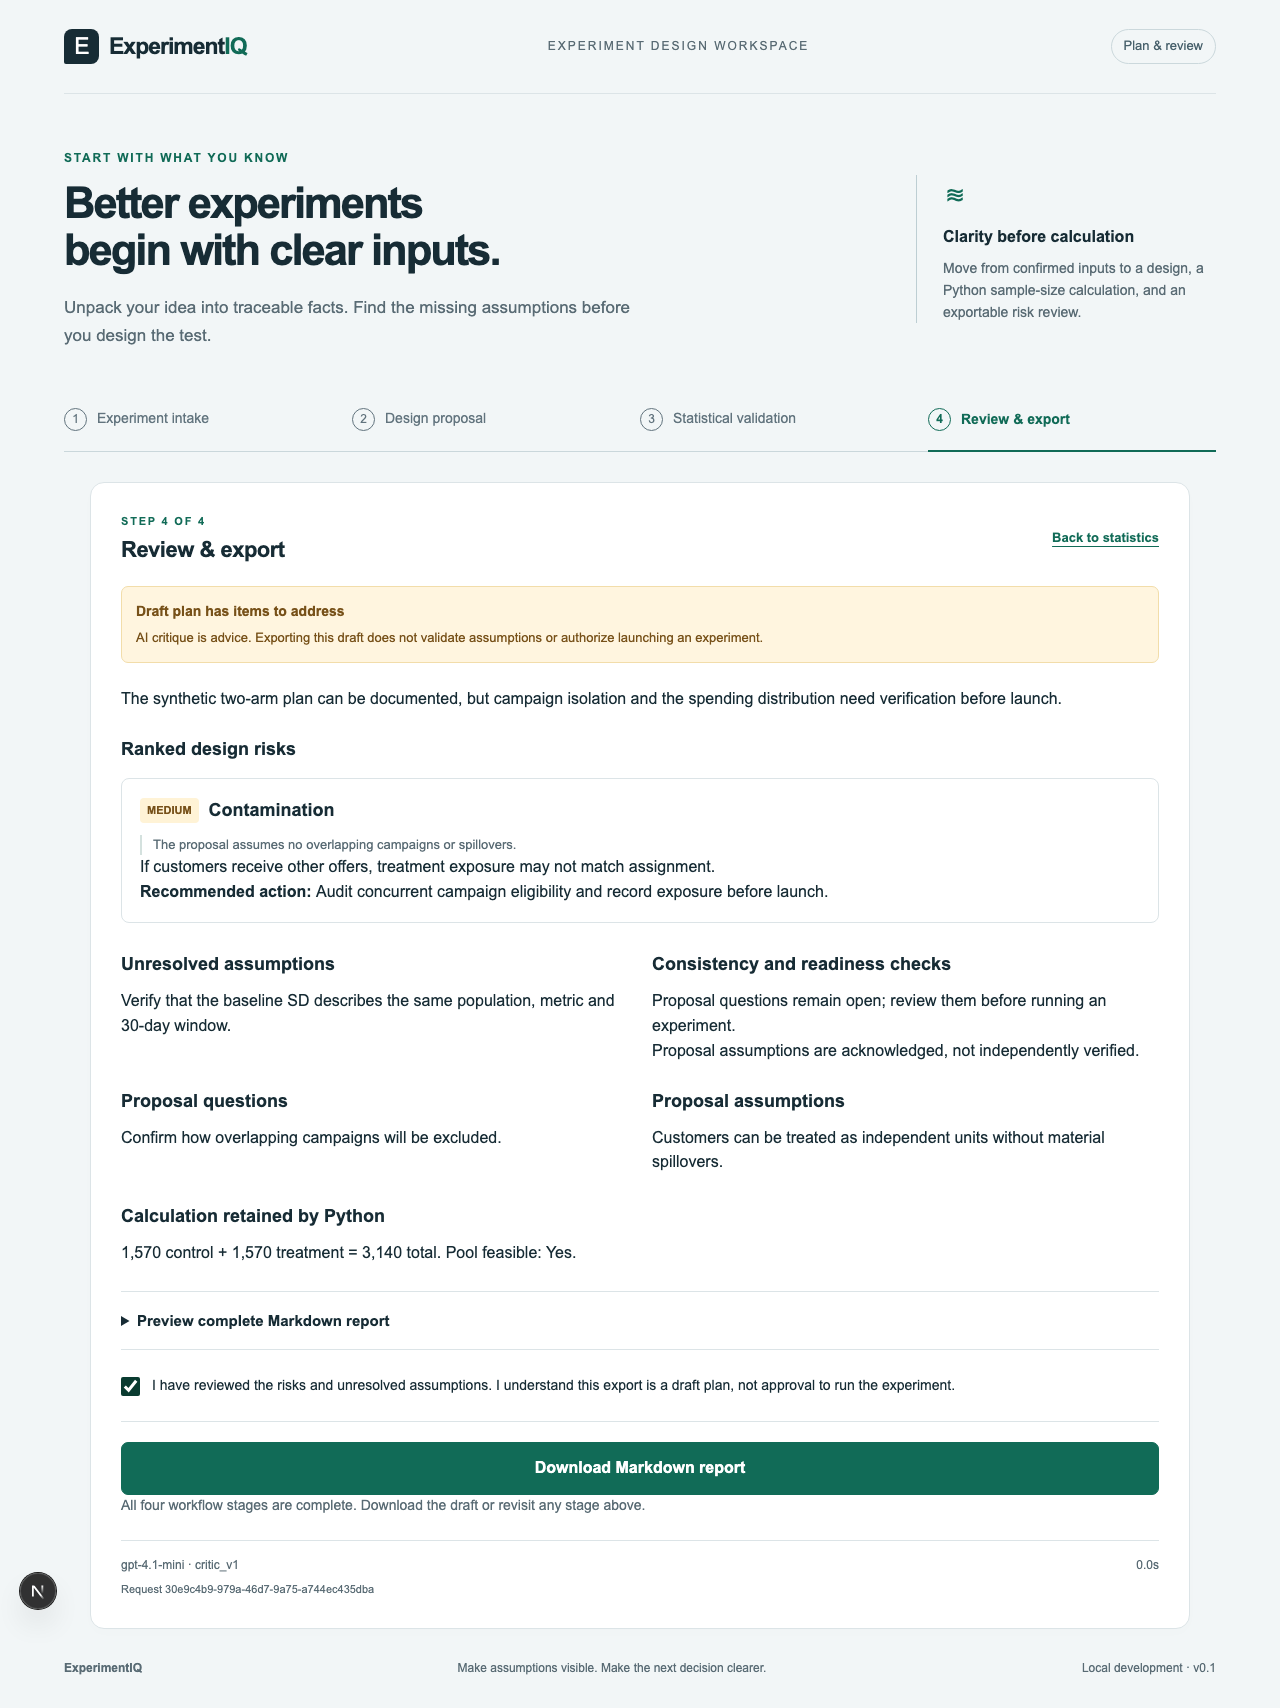 E ExperimentIQ
EXPERIMENT DESIGN WORKSPACE
Plan & review
START WITH WHAT YOU KNOW
Better experiments
begin with clear inputs.
Unpack your idea into traceable facts. Find the missing assumptions before
you design the test.
≋
Clarity before calculation
Move from confirmed inputs to a design, a
Python sample-size calculation, and an
exportable risk review.
1 Experiment intake
2 Design proposal
3 Statistical validation
4 Review & export
STEP 4 OF 4
Review & export
Back to statistics
Draft plan has items to address
AI critique is advice. Exporting this draft does not validate assumptions or authorize launching an experiment.
The synthetic two-arm plan can be documented, but campaign isolation and the spending distribution need verification before launch.
Ranked design risks
MEDIUM Contamination
The proposal assumes no overlapping campaigns or spillovers.
If customers receive other offers, treatment exposure may not match assignment.
Recommended action: Audit concurrent campaign eligibility and record exposure before launch.
Unresolved assumptions
Verify that the baseline SD describes the same population, metric and
30-day window.
Consistency and readiness checks
Proposal questions remain open; review them before running an
experiment.
Proposal assumptions are acknowledged, not independently verified.
Proposal questions
Confirm how overlapping campaigns will be excluded.
Proposal assumptions
Customers can be treated as independent units without material
spillovers.
Calculation retained by Python
1,570 control + 1,570 treatment = 3,140 total. Pool feasible: Yes.
Preview complete Markdown report
I have reviewed the risks and unresolved assumptions. I understand this export is a draft plan, not approval to run the experiment.
Download Markdown report
All four workflow stages are complete. Download the draft or revisit any stage above.
gpt-4.1-mini · critic_v1
0.0s
Request 30e9c4b9-979a-46d7-9a75-a744ec435dba
N
ExperimentIQ
Make assumptions visible. Make the next decision clearer.
Local development · v0.1